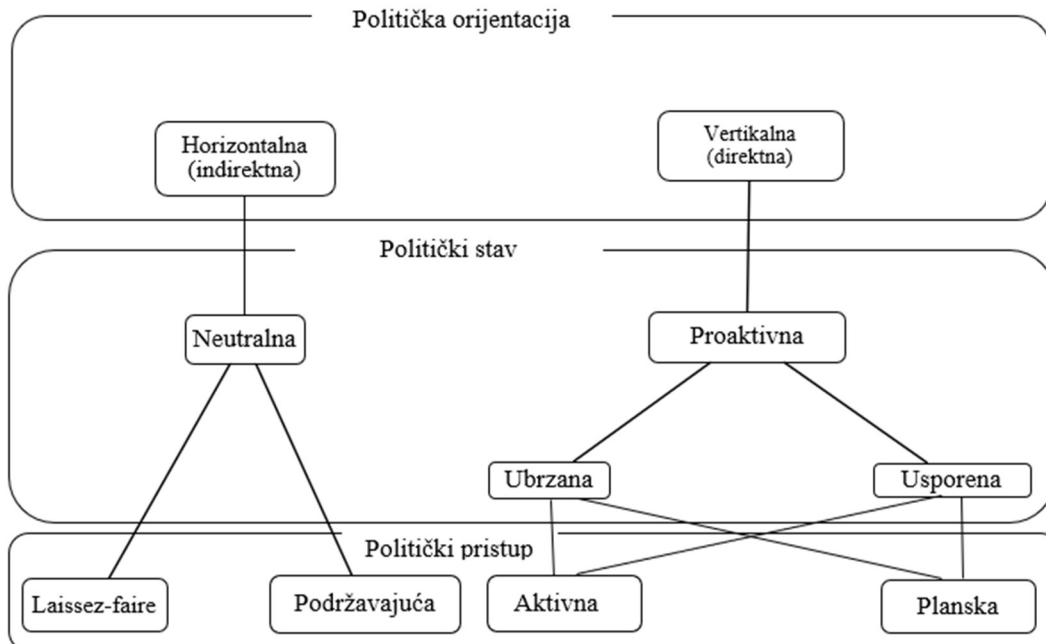 Politička orijentacija
Horizontalna
(indirektna)
Vertikalna
(direktna)
Politički stav
Neutralna
Proaktivna
Ubrzana
Usporena
Politički pristup
Laissez-faire
Podržavajuća
Aktivna
Planska